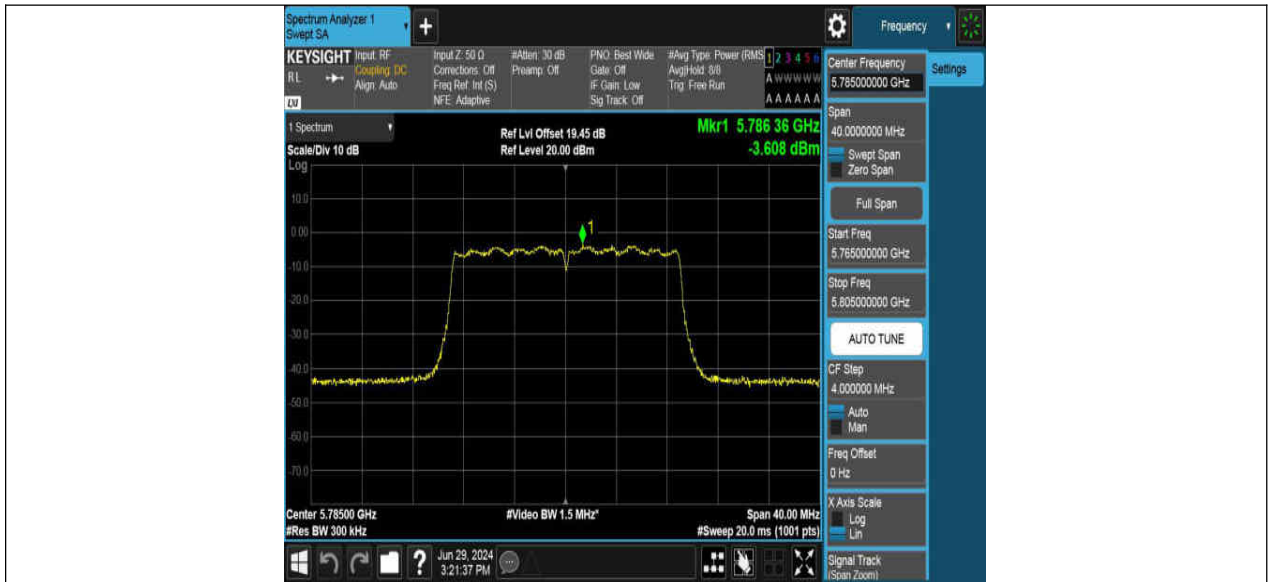 Spectrum Analyzer 1
Swept SA
+
Frequency
KEYSIGHT
RL
LXI
Input: RF
Coupling: DC
Align: Auto
Input Z: 50 Ω
Corrections: Off
Freq Ref: Int (S)
NFE: Adaptive
#Atten: 30 dB
Preamp: Off
PNO: Best Wide
Gate: Off
IF Gain: Low
Sig Track: Off
#Avg Type: Power (RMS
Avg|Hold: 8/8
Trig: Free Run
1 2 3 4 5 6
A W W W W W
A A A A A A
1 Spectrum
Scale/Div 10 dB
Log
Ref Lvl Offset 19.45 dB
Ref Level 20.00 dBm
Mkr1 5.786 36 GHz
-3.608 dBm
10.0
0.00
-10.0
-20.0
-30.0
-40.0
-50.0
-60.0
-70.0
1
Center 5.78500 GHz
#Res BW 300 kHz
#Video BW 1.5 MHz*
Span 40.00 MHz
#Sweep 20.0 ms (1001 pts)
Jun 29, 2024
3:21:37 PM
?
Center Frequency
5.785000000 GHz
Settings
Span
40.0000000 MHz
Swept Span
Zero Span
Full Span
Start Freq
5.765000000 GHz
Stop Freq
5.805000000 GHz
AUTO TUNE
CF Step
4.000000 MHz
Auto
Man
Freq Offset
0 Hz
X Axis Scale
Log
Lin
Signal Track
(Span Zoom)